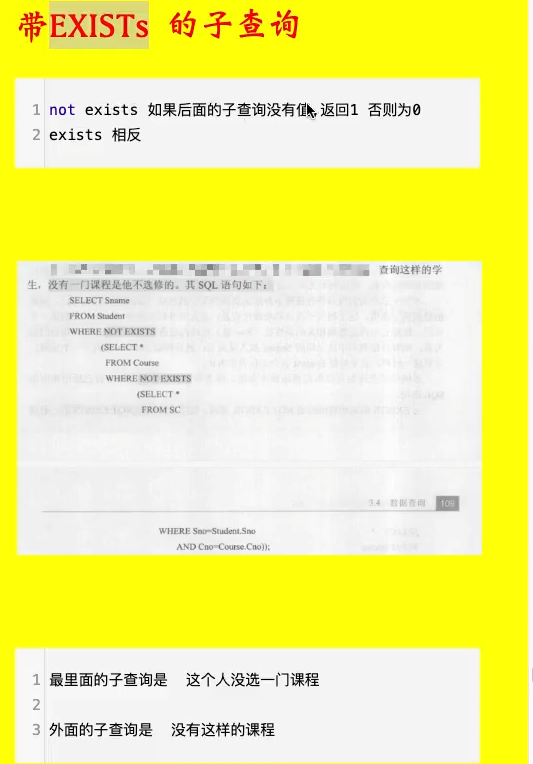 带EXISTs 的子查询
1 not exists 如果后面的子查询没有值 返回1 否则为0
2 exists 相反
查询这样的学
生，没有一门课程是他不选修的。其 SQL 语句如下：
SELECT Sname
FROM Student
WHERE NOT EXISTS
(SELECT *
FROM Course
WHERE NOT EXISTS
(SELECT *
FROM SC
3.4 数据查询 109
WHERE Sno=Student.Sno
AND Cno=Course.Cno));
1 最里面的子查询是 这个人没选一门课程
2
3 外面的子查询是 没有这样的课程